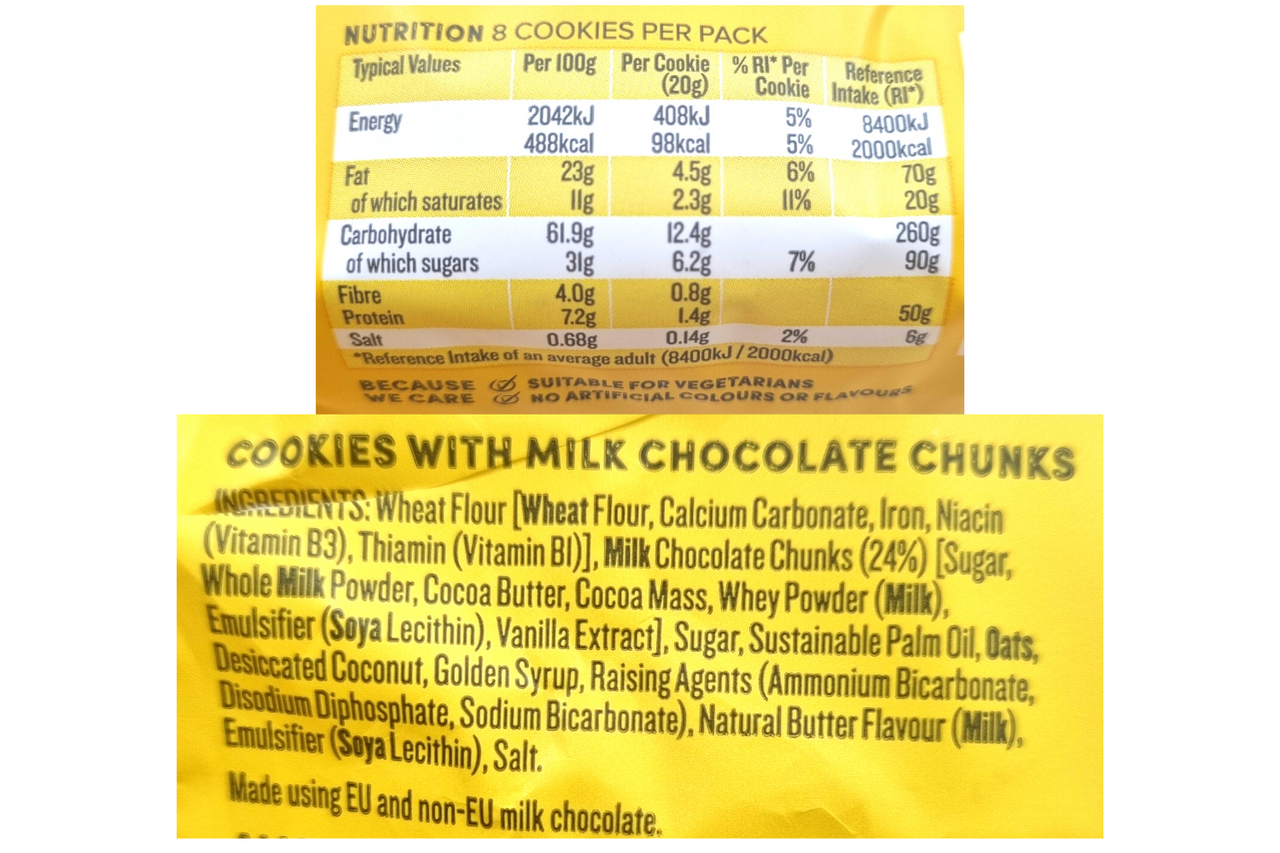 NUTRITION 8 COOKIES PER PACK
Typical Values Per 100g Per Cookie (20g) % RI* Per Cookie Reference Intake (RI*)
Energy 2042kJ 408kJ 5% 8400kJ
488kcal 98kcal 5% 2000kcal
Fat 23g 4.5g 6% 70g
of which saturates 11g 2.3g 11% 20g
Carbohydrate 61.9g 12.4g 260g
of which sugars 31g 6.2g 7% 90g
Fibre 4.0g 0.8g
Protein 7.2g 1.4g 50g
Salt 0.68g 0.14g 2% 6g
*Reference Intake of an average adult (8400kJ / 2000kcal)
BECAUSE SUITABLE FOR VEGETARIANS
WE CARE NO ARTIFICIAL COLOURS OR FLAVOURS
COOKIES WITH MILK CHOCOLATE CHUNKS
INGREDIENTS: Wheat Flour [Wheat Flour, Calcium Carbonate, Iron, Niacin
(Vitamin B3), Thiamin (Vitamin B1)], Milk Chocolate Chunks (24%) [Sugar,
Whole Milk Powder, Cocoa Butter, Cocoa Mass, Whey Powder (Milk),
Emulsifier (Soya Lecithin), Vanilla Extract], Sugar, Sustainable Palm Oil, Oats,
Desiccated Coconut, Golden Syrup, Raising Agents (Ammonium Bicarbonate,
Disodium Diphosphate, Sodium Bicarbonate), Natural Butter Flavour (Milk),
Emulsifier (Soya Lecithin), Salt.
Made using EU and non-EU milk chocolate.